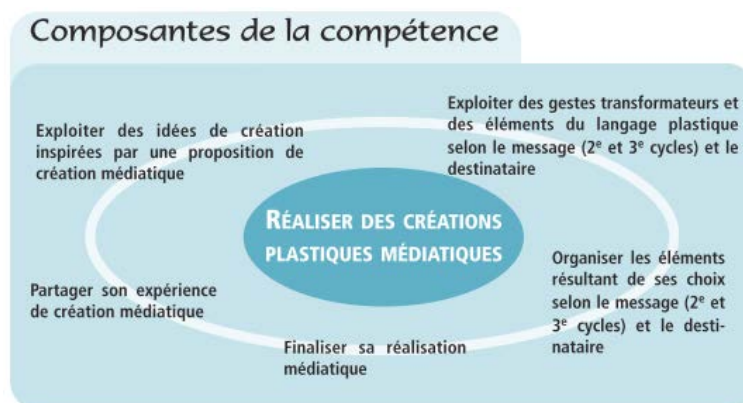 Composantes de la compétence
Exploiter des idées de création
inspirées par une proposition de
création médiatique
Exploiter des gestes transformateurs et
des éléments du langage plastique
selon le message (2e et 3e cycles) et le
destinataire
RÉALISER DES CRÉATIONS
PLASTIQUES MÉDIATIQUES
Organiser les éléments
résultant de ses choix
selon le message (2e et
3e cycles) et le desti-
nataire
Partager son expérience
de création médiatique
Finaliser sa réalisation
médiatique